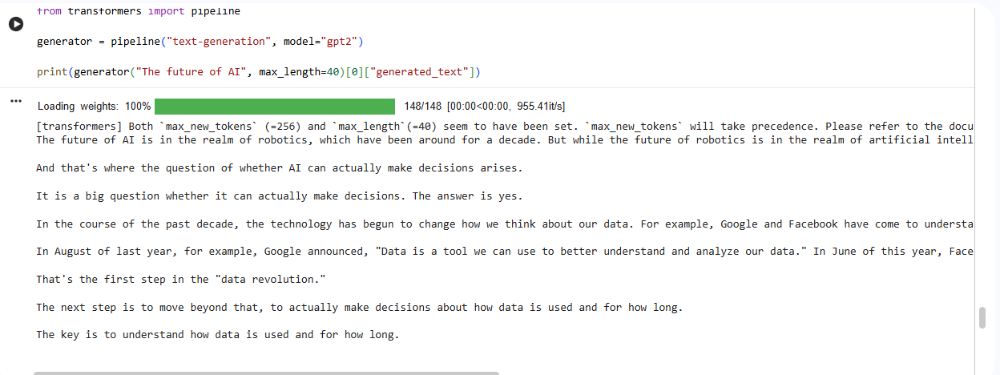 from transformers import pipeline
generator = pipeline("text-generation", model="gpt2")
print(generator("The future of AI", max_length=40)[0]["generated_text"])
Loading weights: 100% 148/148 [00:00<00:00, 955.41it/s]
[transformers] Both `max_new_tokens` (=256) and `max_length`(=40) seem to have been set. `max_new_tokens` will take precedence. Please refer to the docu
The future of AI is in the realm of robotics, which have been around for a decade. But while the future of robotics is in the realm of artificial intell
And that's where the question of whether AI can actually make decisions arises.
It is a big question whether it can actually make decisions. The answer is yes.
In the course of the past decade, the technology has begun to change how we think about our data. For example, Google and Facebook have come to understa
In August of last year, for example, Google announced, "Data is a tool we can use to better understand and analyze our data." In June of this year, Face
That's the first step in the "data revolution."
The next step is to move beyond that, to actually make decisions about how data is used and for how long.
The key is to understand how data is used and for how long.